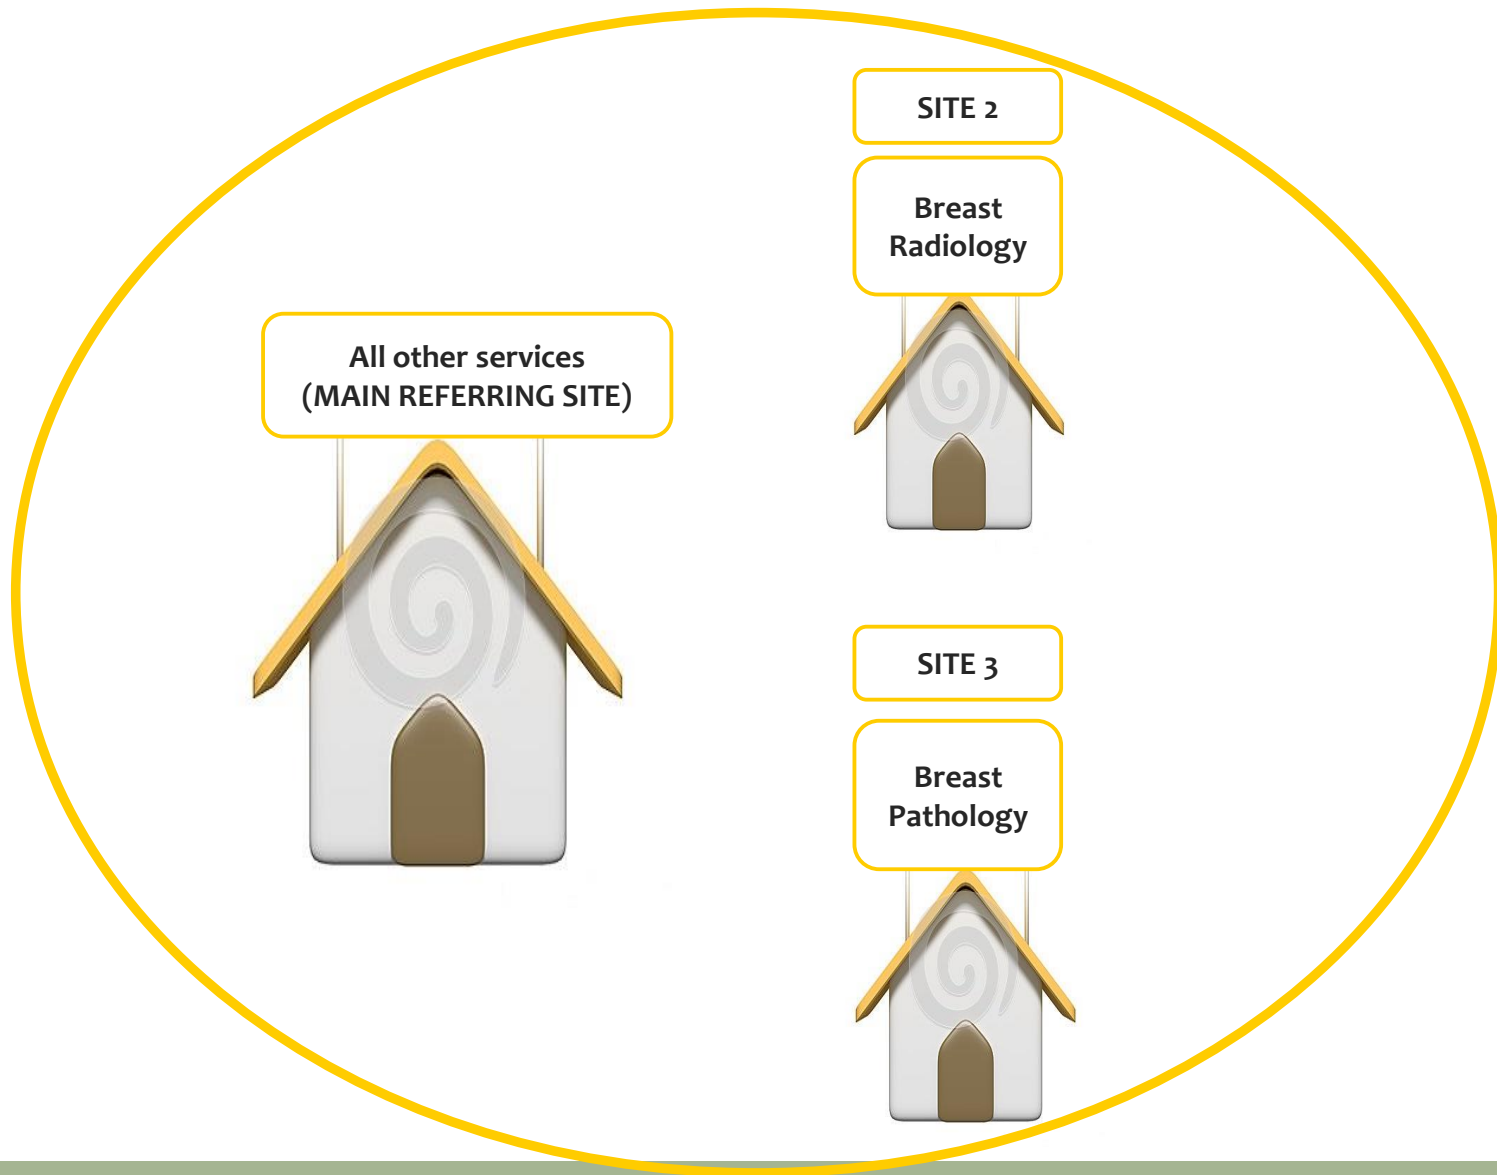 All other services
(MAIN REFERRING SITE)
SITE 2
Breast
Radiology
SITE 3
Breast
Pathology